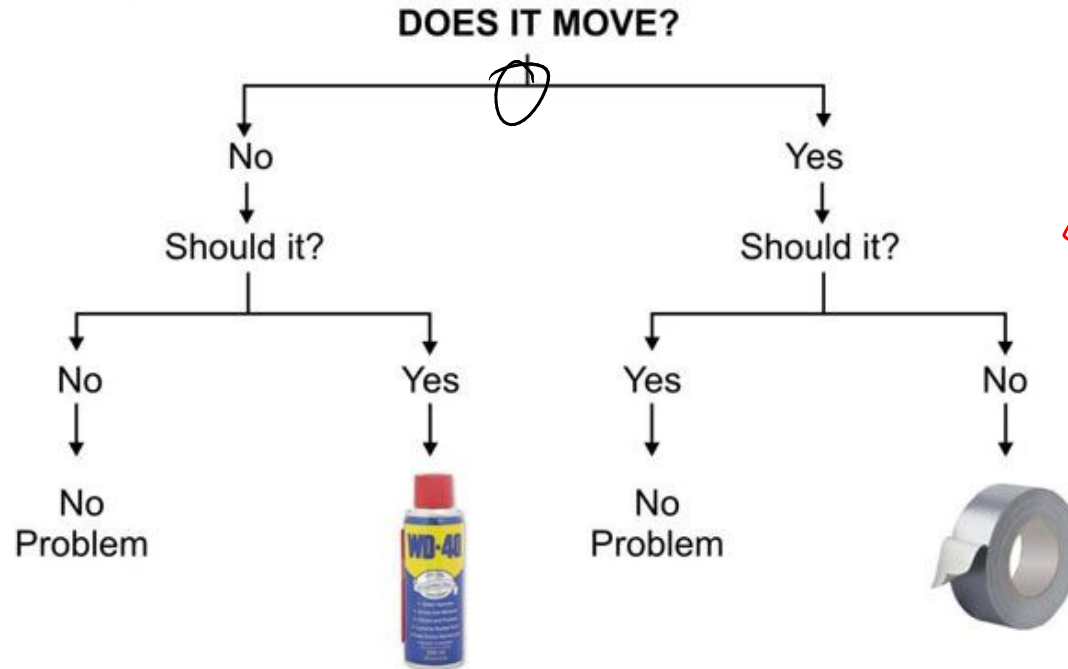 DOES IT MOVE?
No
Yes
Should it?
Should it?
No
Yes
Yes
No
No
Problem
WD-40
No
Problem